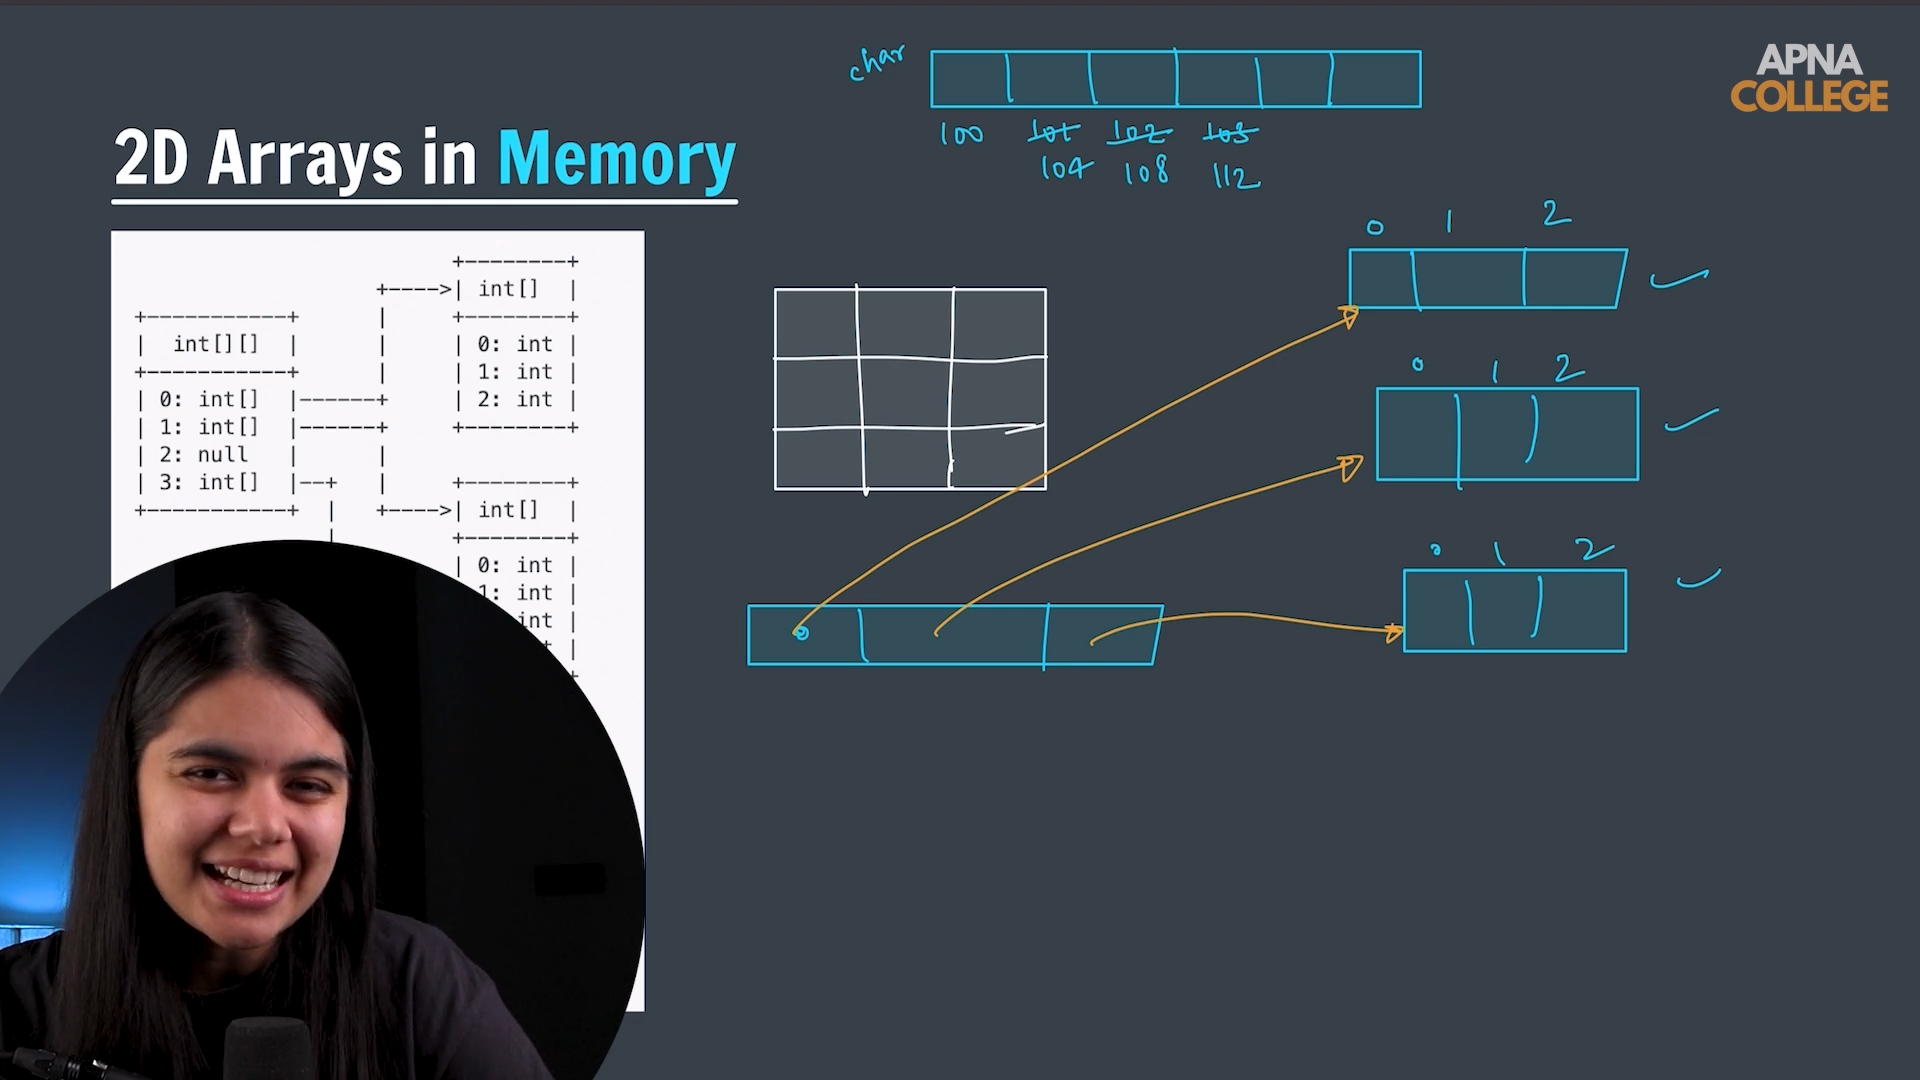 char
APNA
COLLEGE
100 101 102 103
104 108 112
2D Arrays in Memory
+--------+
+---->| int[] |
+-----------+ | +--------+
| int[][] | | | 0: int |
+-----------+ | | 1: int |
| 0: int[] |------+ | 2: int |
| 1: int[] |------+ +--------+
| 2: null | |
| 3: int[] |--+ | +--------+
+-----------+ | +---->| int[] |
| +--------+
| 0: int |
1: int |
int |
0 1 2
0 1 2
0 1 2